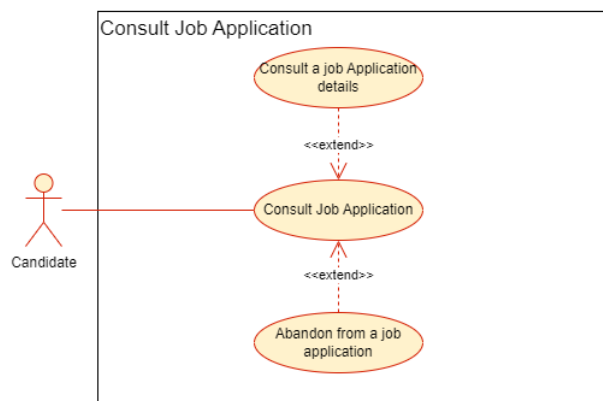 Consult Job Application
Consult a job Application
details
<<extend>>
Consult Job Application
Candidate
<<extend>>
Abandon from a job
application